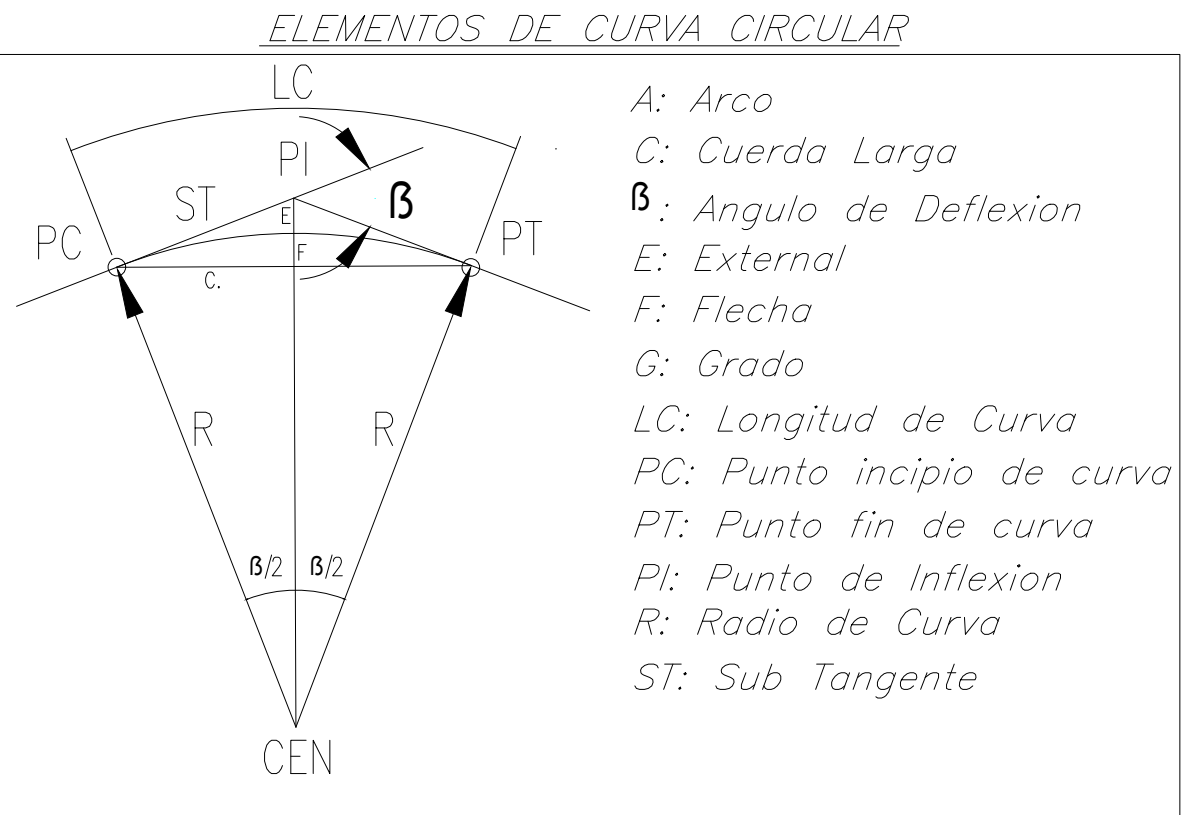 ELEMENTOS DE CURVA CIRCULAR
LC
PI
ST
E
ß
PC
PT
F
C.
R
R
ß/2
ß/2
CEN
A: Arco
C: Cuerda Larga
ß: Angulo de Deflexion
E: External
F: Flecha
G: Grado
LC: Longitud de Curva
PC: Punto incipio de curva
PT: Punto fin de curva
PI: Punto de Inflexion
R: Radio de Curva
ST: Sub Tangente